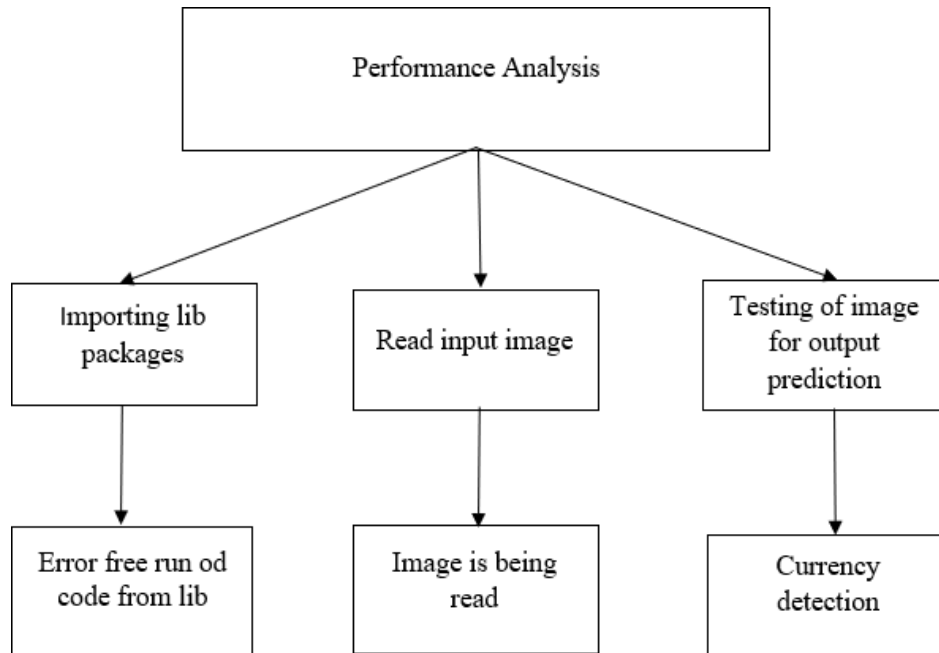 Performance Analysis
Importing lib
packages
Read input image
Testing of image
for output
prediction
Error free run od
code from lib
Image is being
read
Currency
detection